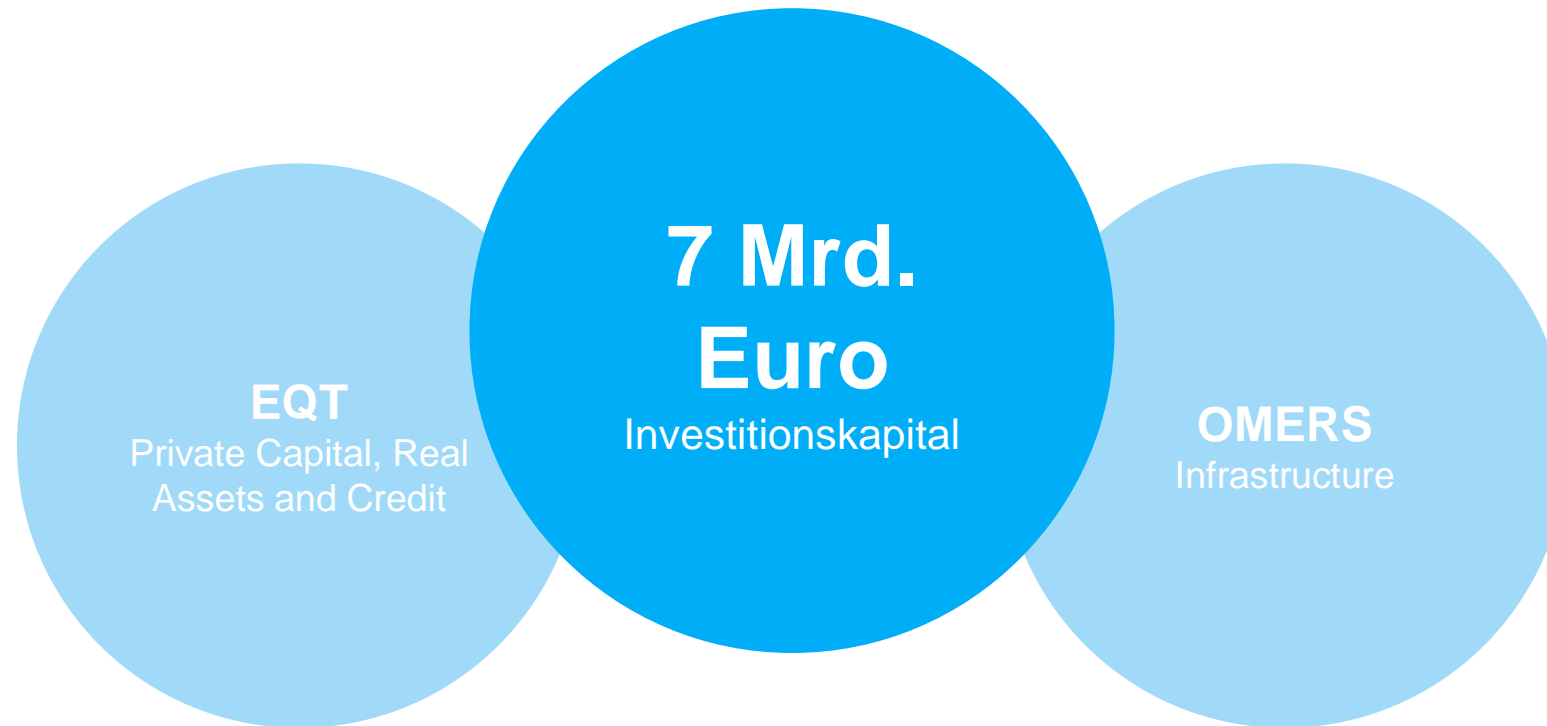 EQT
Private Capital, Real
Assets and Credit
7 Mrd.
Euro
Investitionskapital
OMERS
Infrastructure